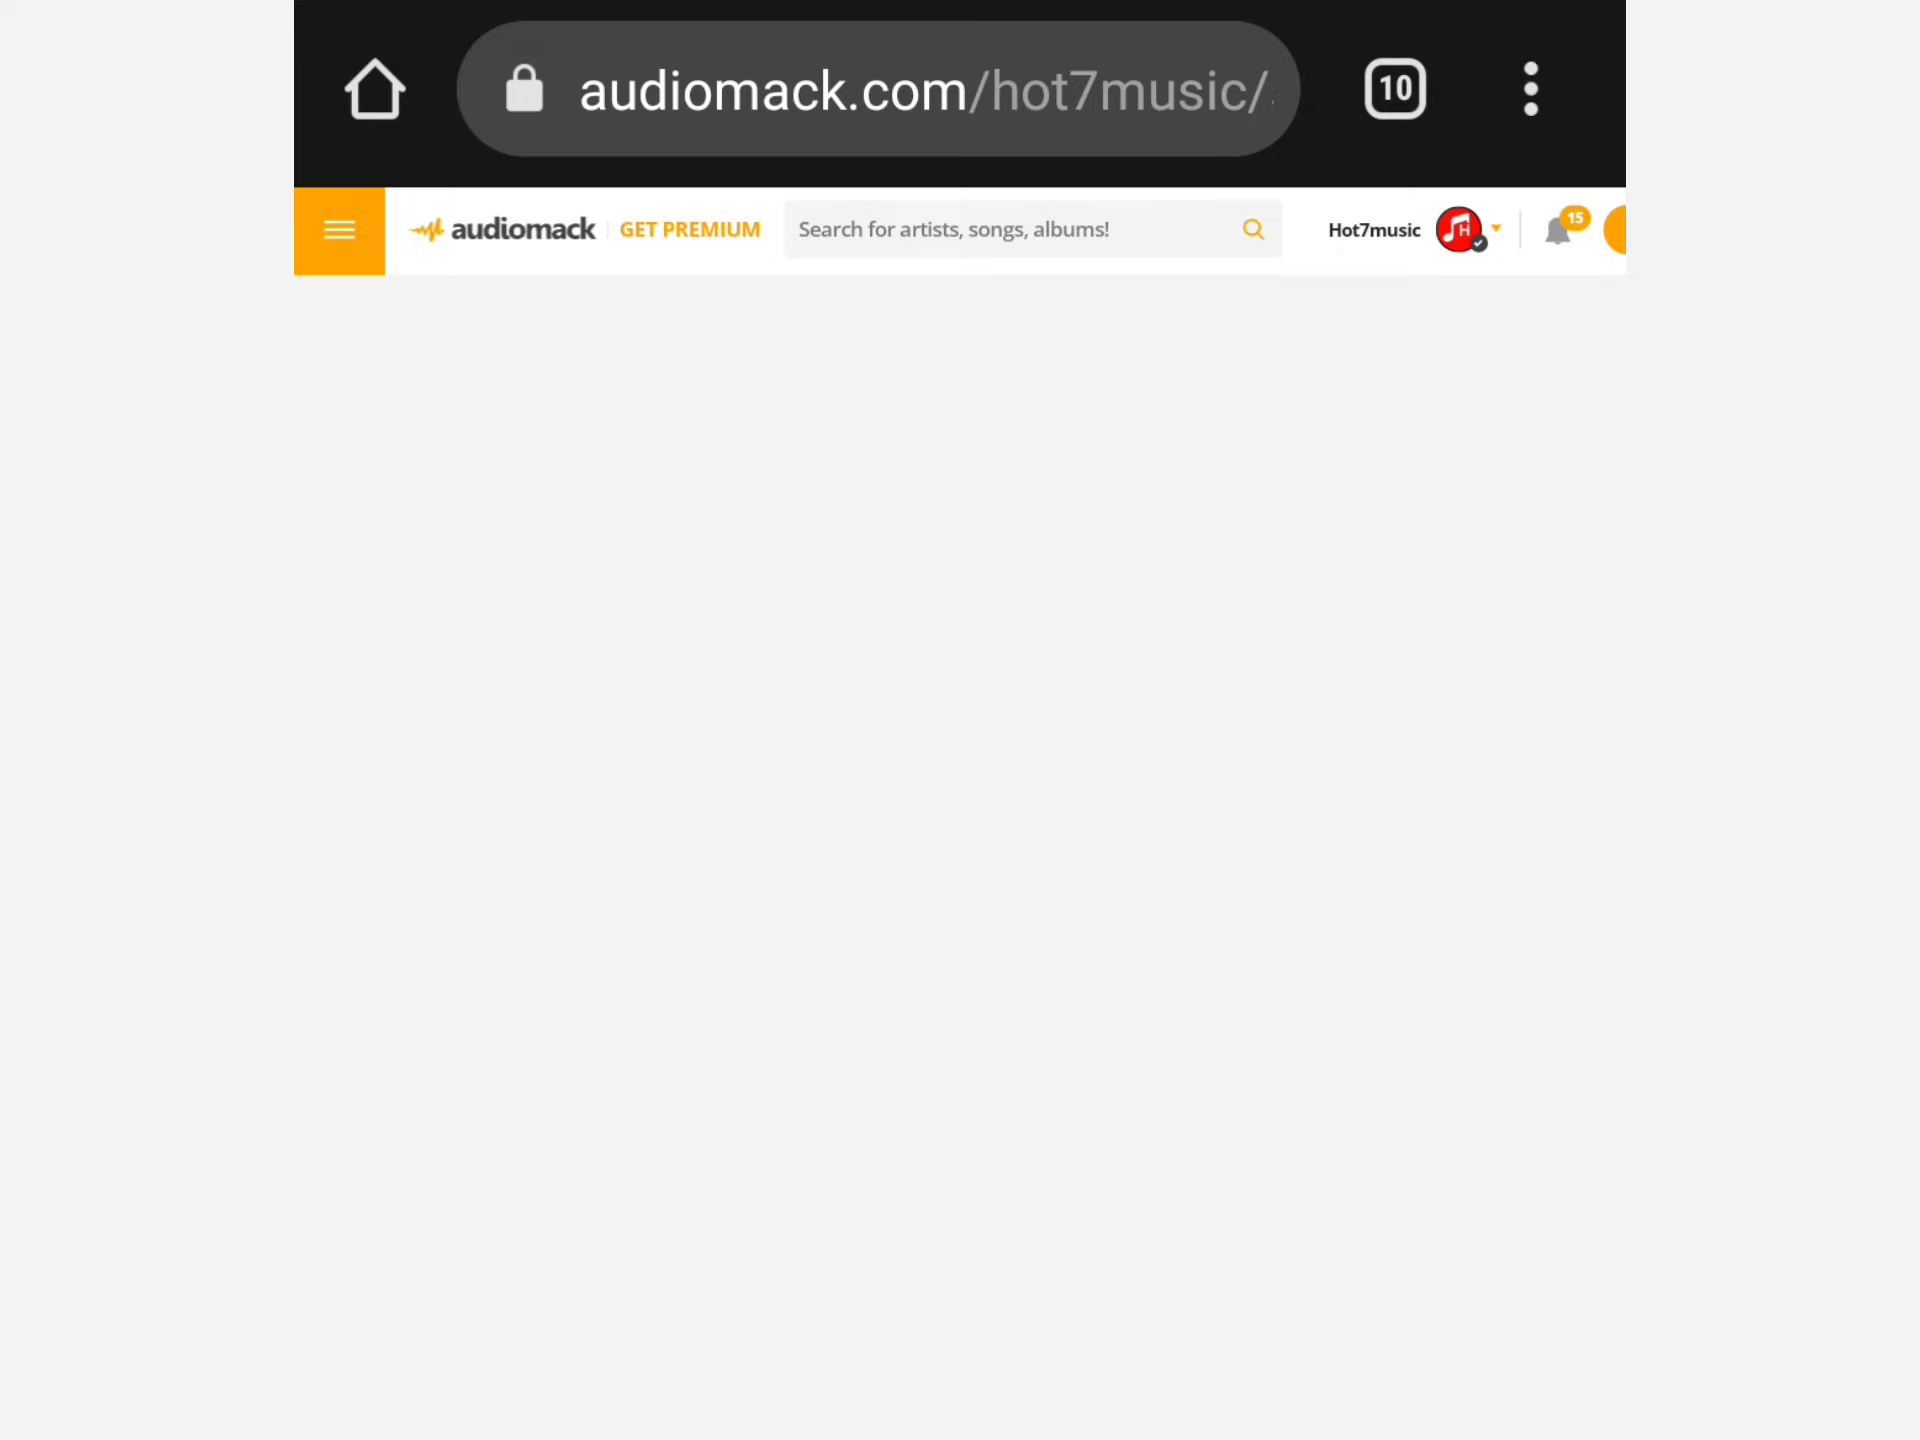 audiomack.com/hot7music/
10
audiomack
GET PREMIUM
Search for artists, songs, albums!
Hot7music
H
15